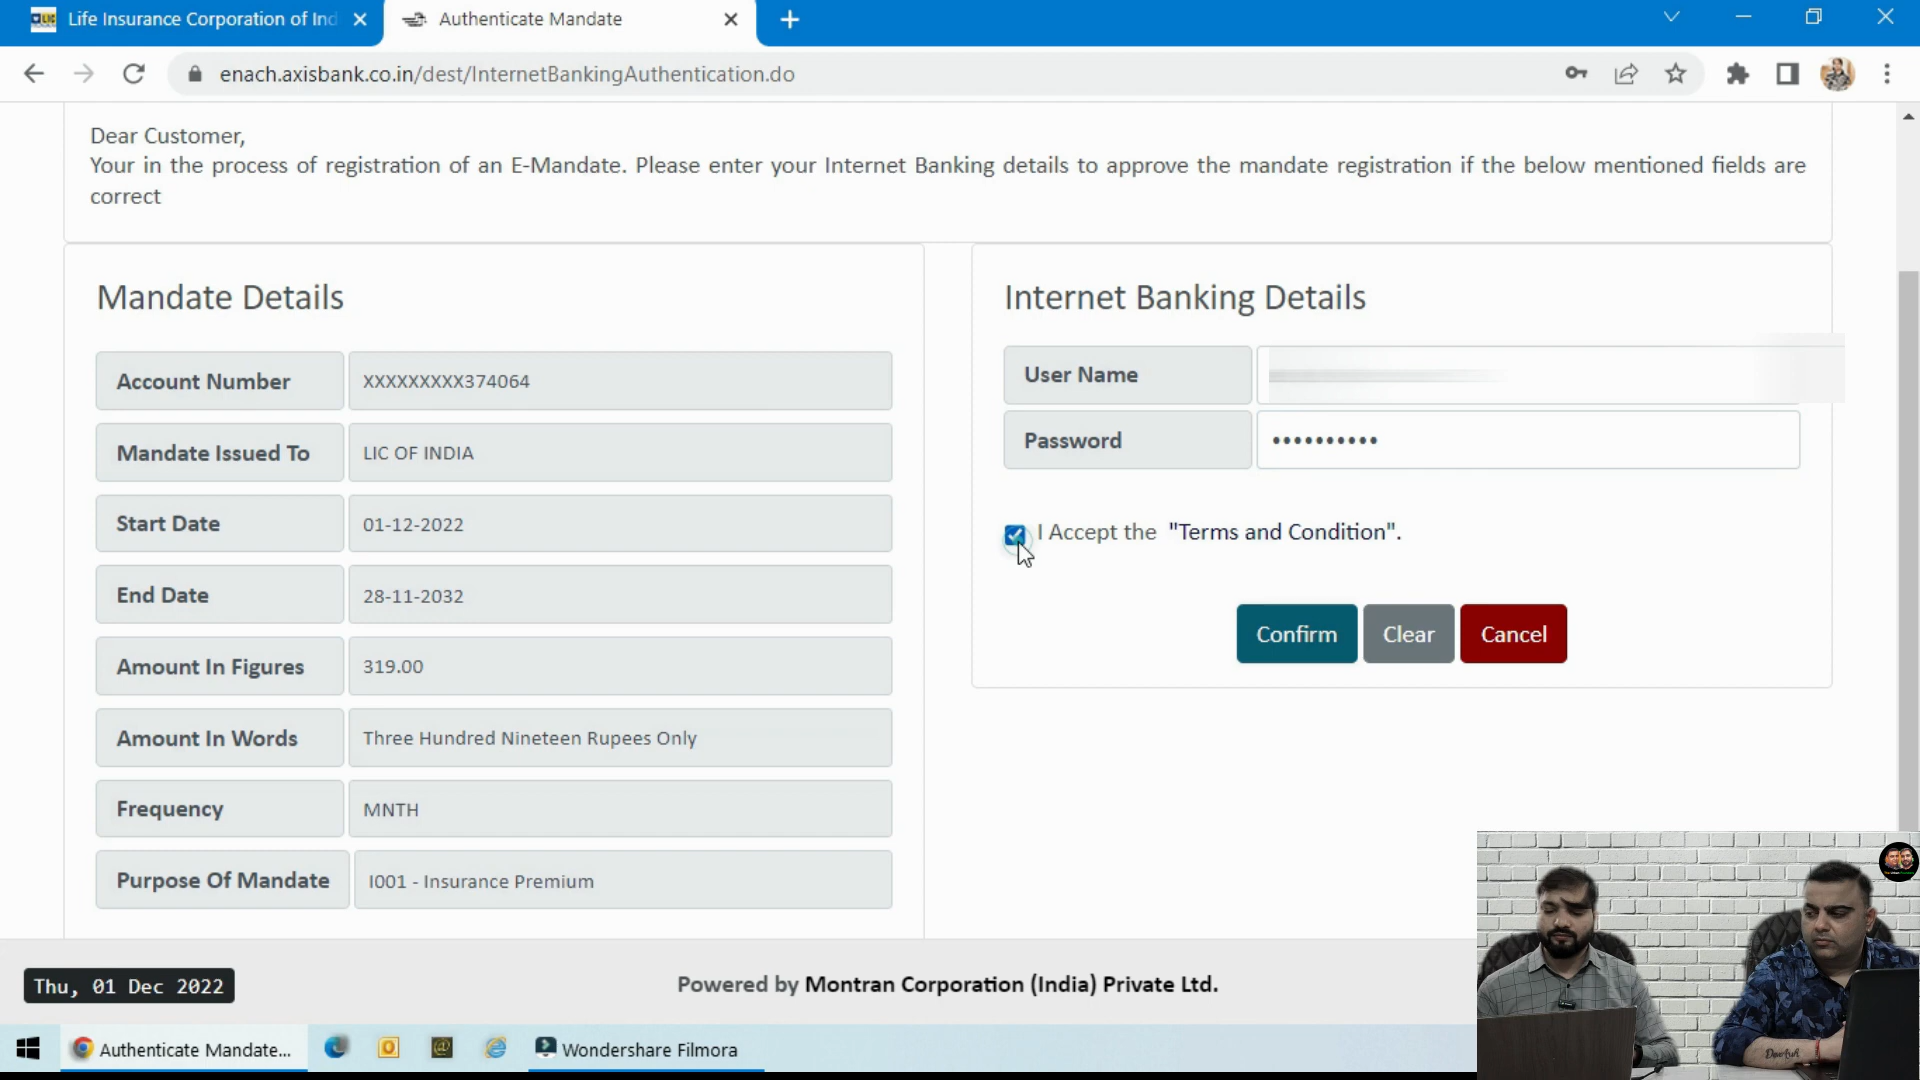 Life Insurance Corporation of Ind
Authenticate Mandate
enach.axisbank.co.in/dest/InternetBankingAuthentication.do
Dear Customer,
Your in the process of registration of an E-Mandate. Please enter your Internet Banking details to approve the mandate registration if the below mentioned fields are
correct
Mandate Details
Account Number XXXXXXXXX374064
Mandate Issued To LIC OF INDIA
Start Date 01-12-2022
End Date 28-11-2032
Amount In Figures 319.00
Amount In Words Three Hundred Nineteen Rupees Only
Frequency MNTH
Purpose Of Mandate I001 - Insurance Premium
Internet Banking Details
User Name
Password ••••••••••
I Accept the "Terms and Condition".
Confirm Clear Cancel
Thu, 01 Dec 2022
Powered by Montran Corporation (India) Private Ltd.
Authenticate Mandate...
Wondershare Filmora